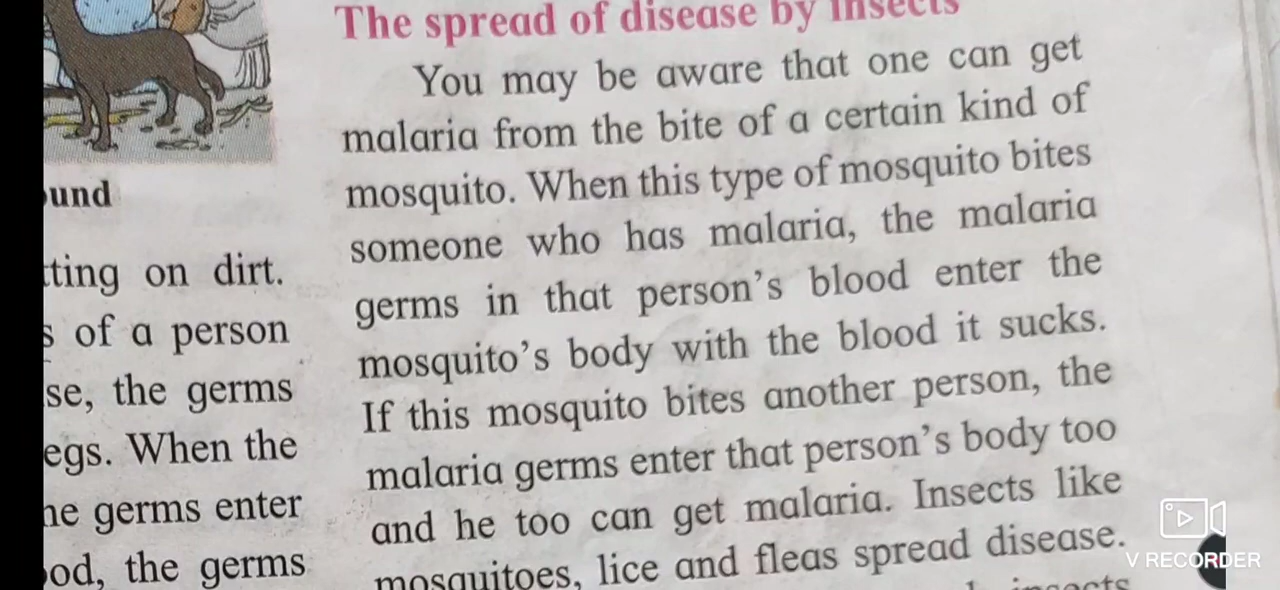 und
tting on dirt.
of a person
se, the germs
egs. When the
germs enter
od, the germs
The spread of disease by insects
You may be aware that one can get
malaria from the bite of a certain kind of
mosquito. When this type of mosquito bites
someone who has malaria, the malaria
germs in that person's blood enter the
mosquito's body with the blood it sucks.
If this mosquito bites another person, the
malaria germs enter that person's body too
and he too can get malaria. Insects like
mosquitoes, lice and fleas spread disease.
insects
V RECORDER